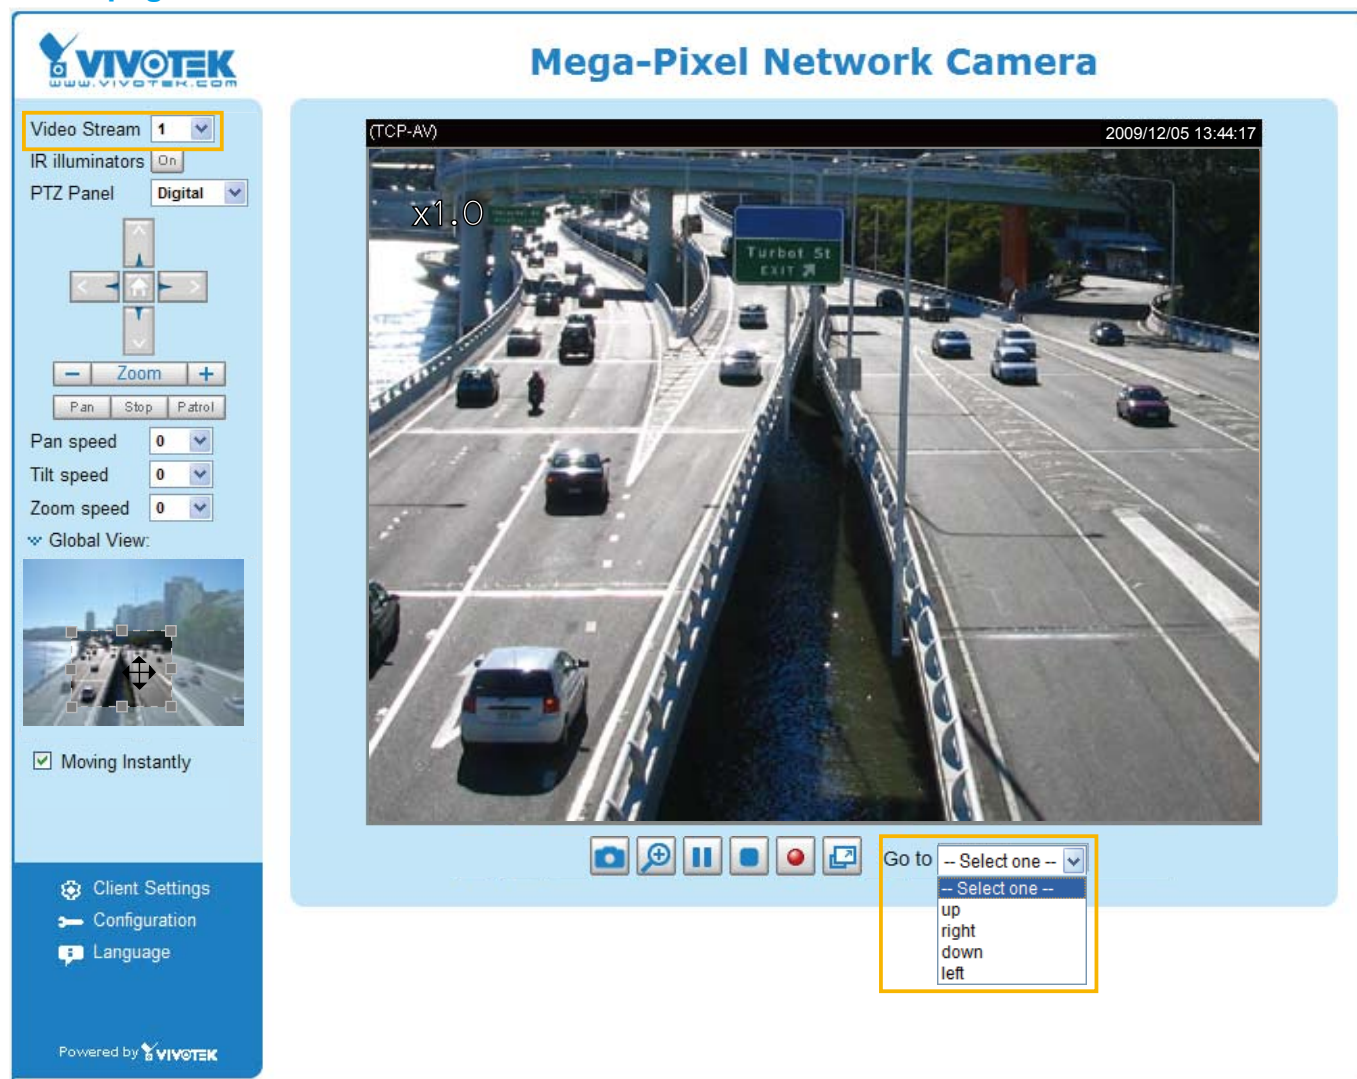 VIVOTEK
www.vivotek.com
Mega-Pixel Network Camera
Video Stream 1
IR illuminators On
PTZ Panel Digital
Zoom
Pan Stop Patrol
Pan speed 0
Tilt speed 0
Zoom speed 0
Global View:
Moving Instantly
Client Settings
Configuration
Language
Powered by VIVOTEK
(TCP-AV) 2009/12/05 13:44:17
x1.0
Turbot St
EXIT
Go to -- Select one --
-- Select one --
up
right
down
left